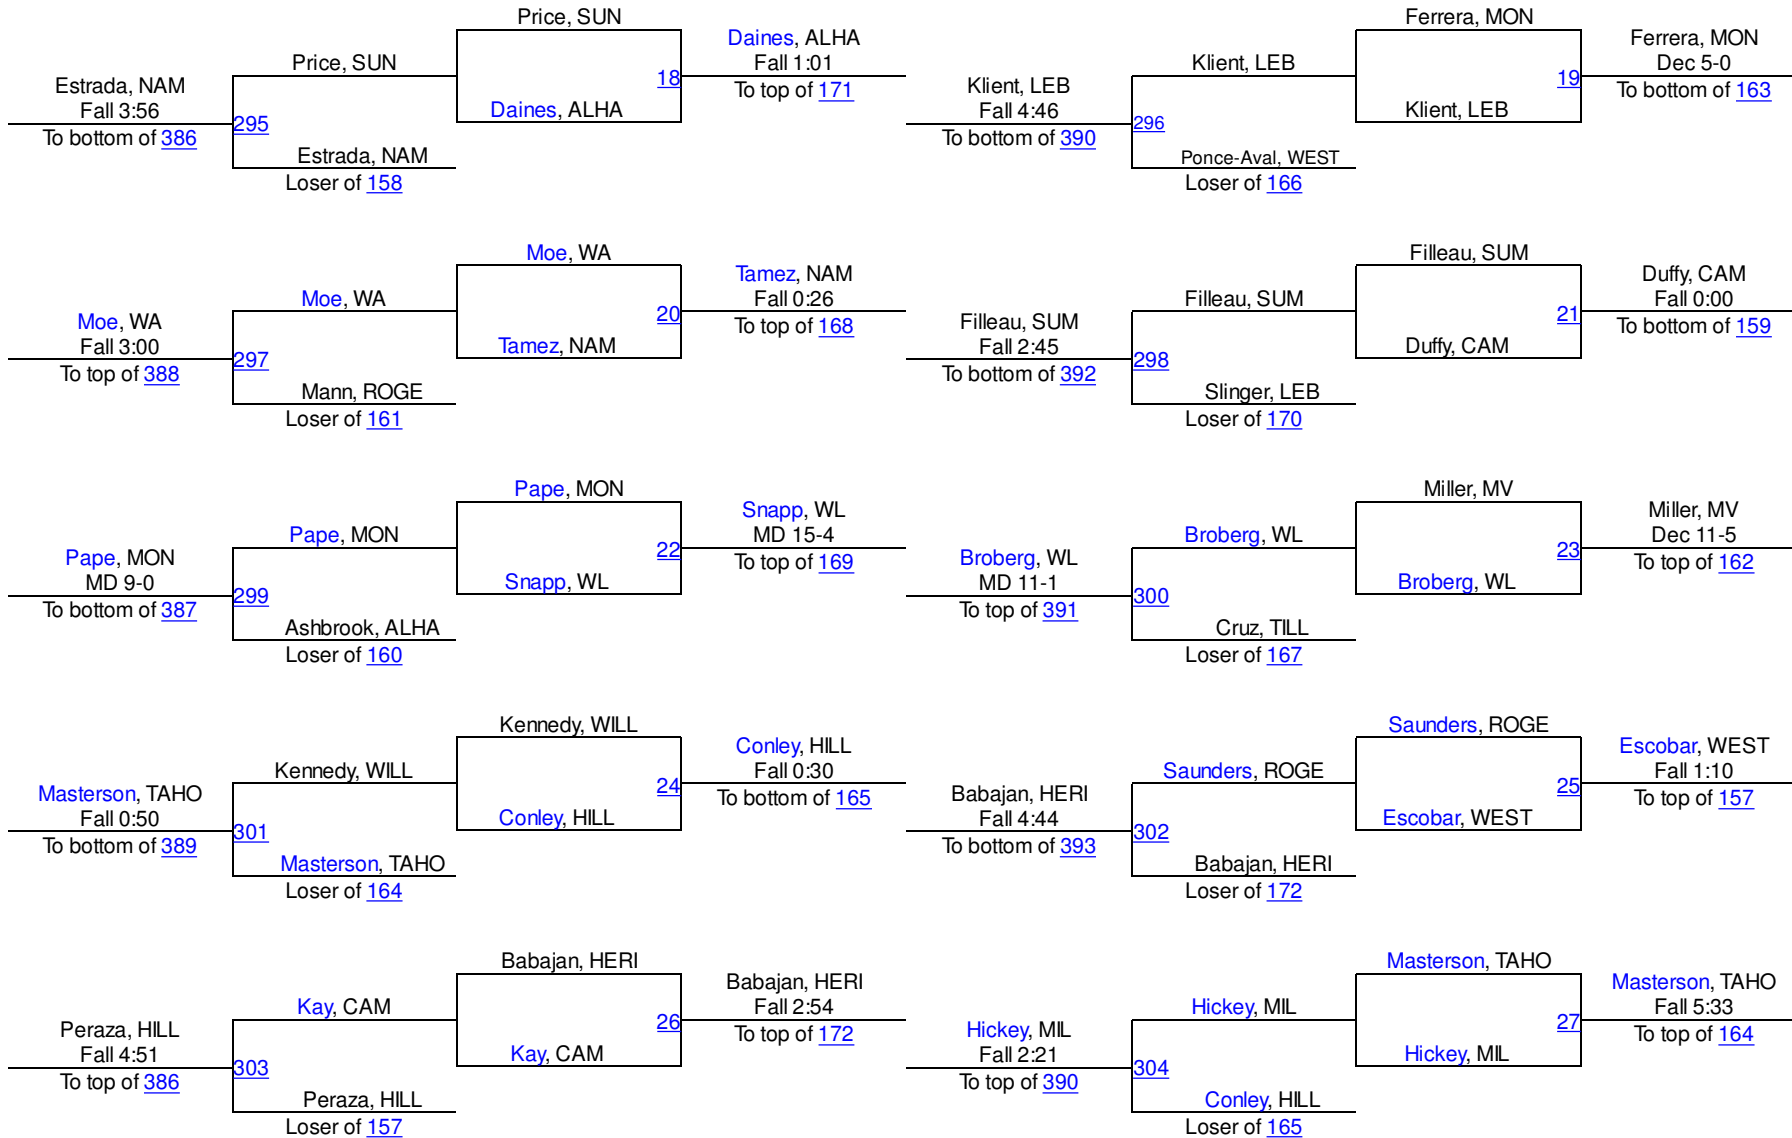 Price, SUN
Price, SUN
Daines, ALHA
18
Daines, ALHA
Fall 1:01
To top of 171
Estrada, NAM
Fall 3:56
To bottom of 386
295
Estrada, NAM
Loser of 158
Ferrera, MON
Klient, LEB
Klient, LEB
19
Ferrera, MON
Dec 5-0
To bottom of 163
Klient, LEB
Fall 4:46
To bottom of 390
296
Ponce-Aval, WEST
Loser of 166
Moe, WA
Moe, WA
Tamez, NAM
20
Tamez, NAM
Fall 0:26
To top of 168
Moe, WA
Fall 3:00
To top of 388
297
Mann, ROGE
Loser of 161
Filleau, SUM
Filleau, SUM
Duffy, CAM
21
Duffy, CAM
Fall 0:00
To bottom of 159
Filleau, SUM
Fall 2:45
To bottom of 392
298
Slinger, LEB
Loser of 170
Pape, MON
Pape, MON
Snapp, WL
22
Snapp, WL
MD 15-4
To top of 169
Pape, MON
MD 9-0
To bottom of 387
299
Ashbrook, ALHA
Loser of 160
Miller, MV
Broberg, WL
Broberg, WL
23
Miller, MV
Dec 11-5
To top of 162
Broberg, WL
MD 11-1
To top of 391
300
Cruz, TILL
Loser of 167
Kennedy, WILL
Kennedy, WILL
Conley, HILL
24
Conley, HILL
Fall 0:30
To bottom of 165
Masterson, TAHO
Fall 0:50
To bottom of 389
301
Masterson, TAHO
Loser of 164
Saunders, ROGE
Saunders, ROGE
Escobar, WEST
25
Escobar, WEST
Fall 1:10
To top of 157
Babajan, HERI
Fall 4:44
To bottom of 393
302
Babajan, HERI
Loser of 172
Babajan, HERI
Kay, CAM
Kay, CAM
26
Babajan, HERI
Fall 2:54
To top of 172
Peraza, HILL
Fall 4:51
To top of 386
303
Peraza, HILL
Loser of 157
Masterson, TAHO
Hickey, MIL
Hickey, MIL
27
Masterson, TAHO
Fall 5:33
To top of 164
Hickey, MIL
Fall 2:21
To top of 390
304
Conley, HILL
Loser of 165